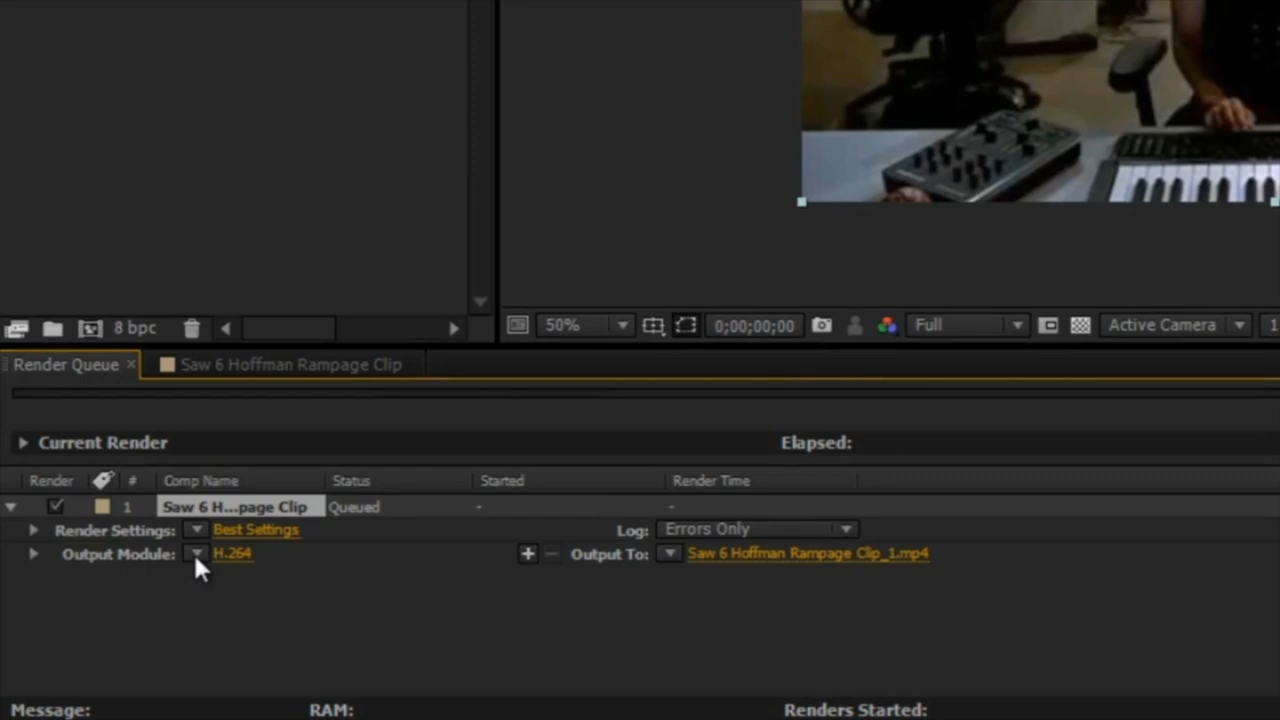 8 bpc
50%
0;00;00;00
Full
Active Camera
1
Render Queue ×
Saw 6 Hoffman Rampage Clip
Current Render
Elapsed:
Render
#
Comp Name
Status
Started
Render Time
1
Saw 6 H...page Clip
Queued
-
-
Render Settings:
Best Settings
Log:
Errors Only
Output Module:
H.264
Output To:
Saw 6 Hoffman Rampage Clip_1.mp4
Message:
RAM:
Renders Started: